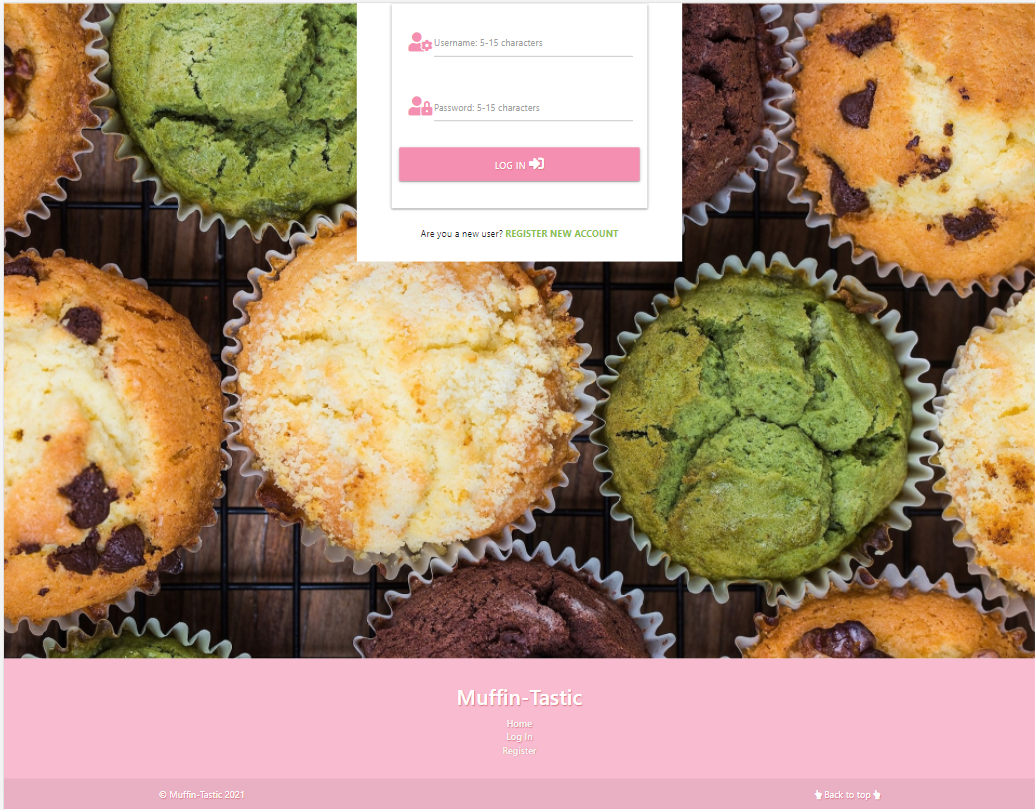 Username: 5-15 characters
Password: 5-15 characters
LOG IN
Are you a new user? REGISTER NEW ACCOUNT
Muffin-Tastic
Home
Log In
Register
© Muffin-Tastic 2021
Back to top